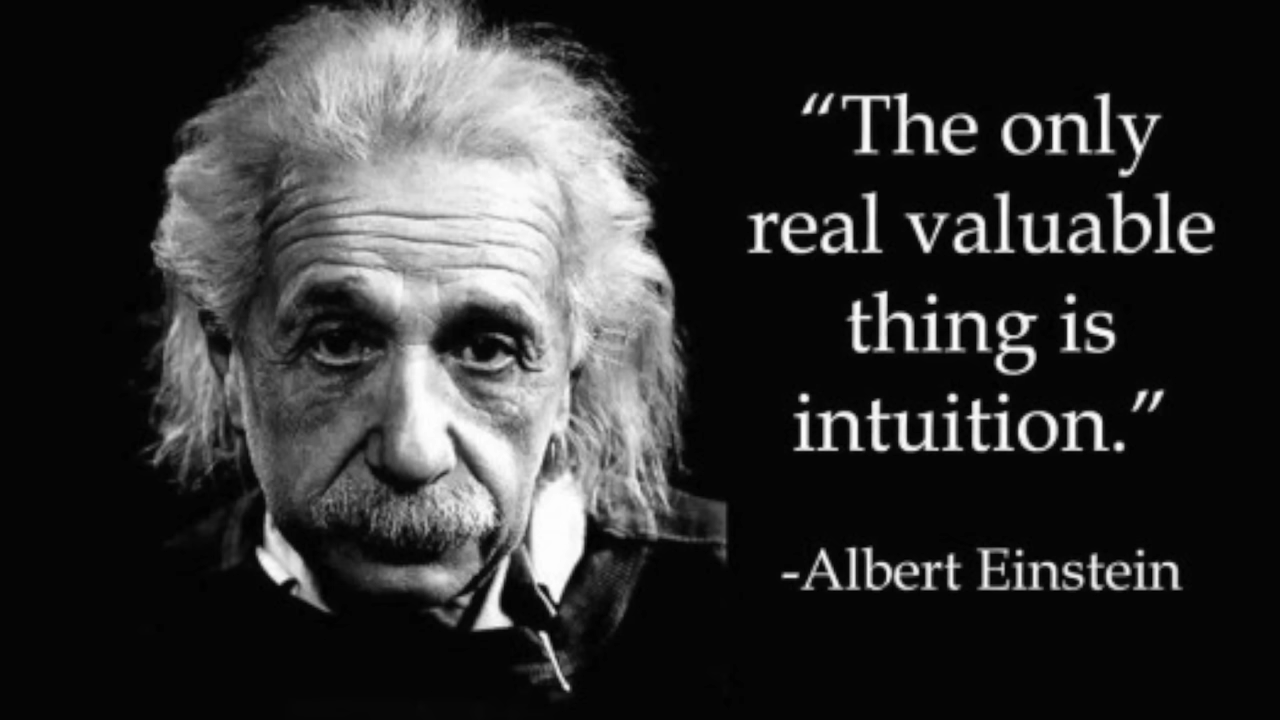 “The only
real valuable
thing is
intuition.”
-Albert Einstein